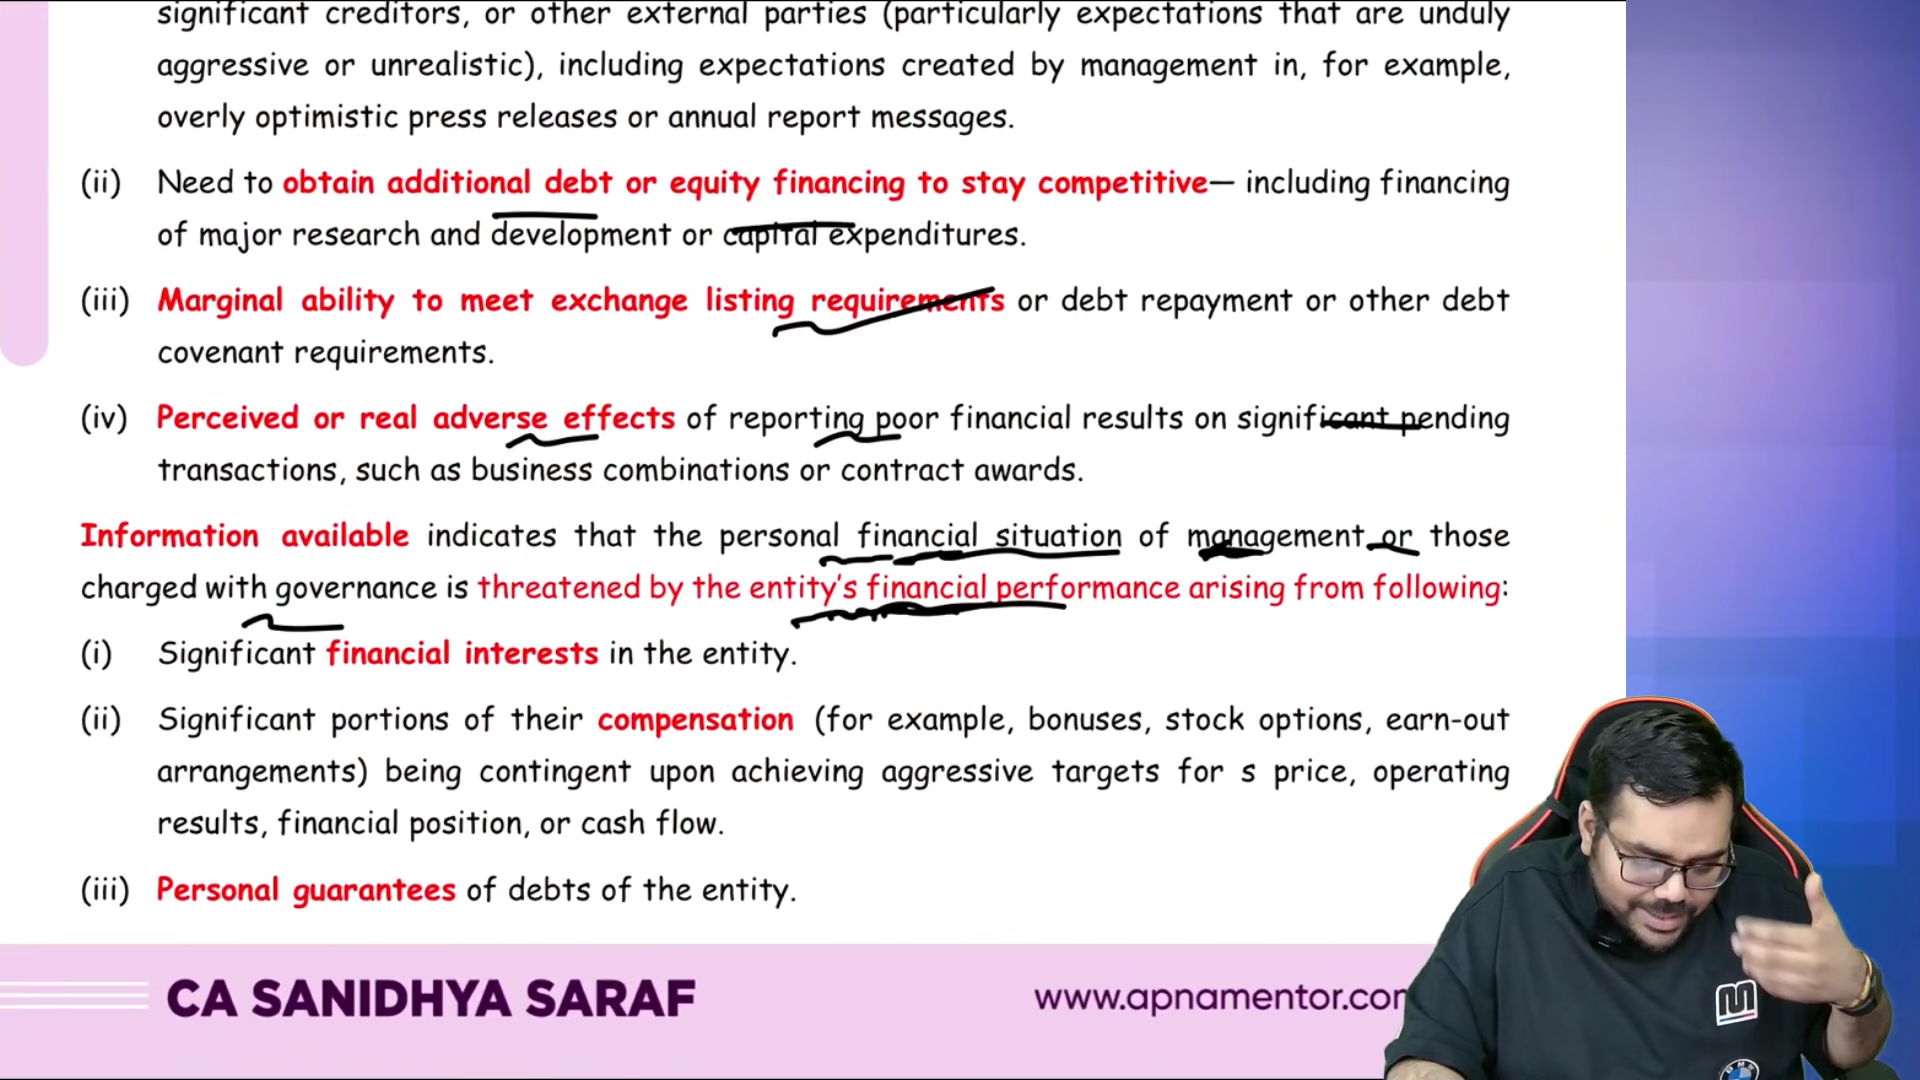 significant creditors, or other external parties (particularly expectations that are unduly
aggressive or unrealistic), including expectations created by management in, for example,
overly optimistic press releases or annual report messages.
(ii) Need to obtain additional debt or equity financing to stay competitive— including financing
of major research and development or capital expenditures.
(iii) Marginal ability to meet exchange listing requirements or debt repayment or other debt
covenant requirements.
(iv) Perceived or real adverse effects of reporting poor financial results on significant pending
transactions, such as business combinations or contract awards.
Information available indicates that the personal financial situation of management or those
charged with governance is threatened by the entity's financial performance arising from following:
(i) Significant financial interests in the entity.
(ii) Significant portions of their compensation (for example, bonuses, stock options, earn-out
arrangements) being contingent upon achieving aggressive targets for s price, operating
results, financial position, or cash flow.
(iii) Personal guarantees of debts of the entity.
CA SANIDHYA SARAF
www.apnamentor.com